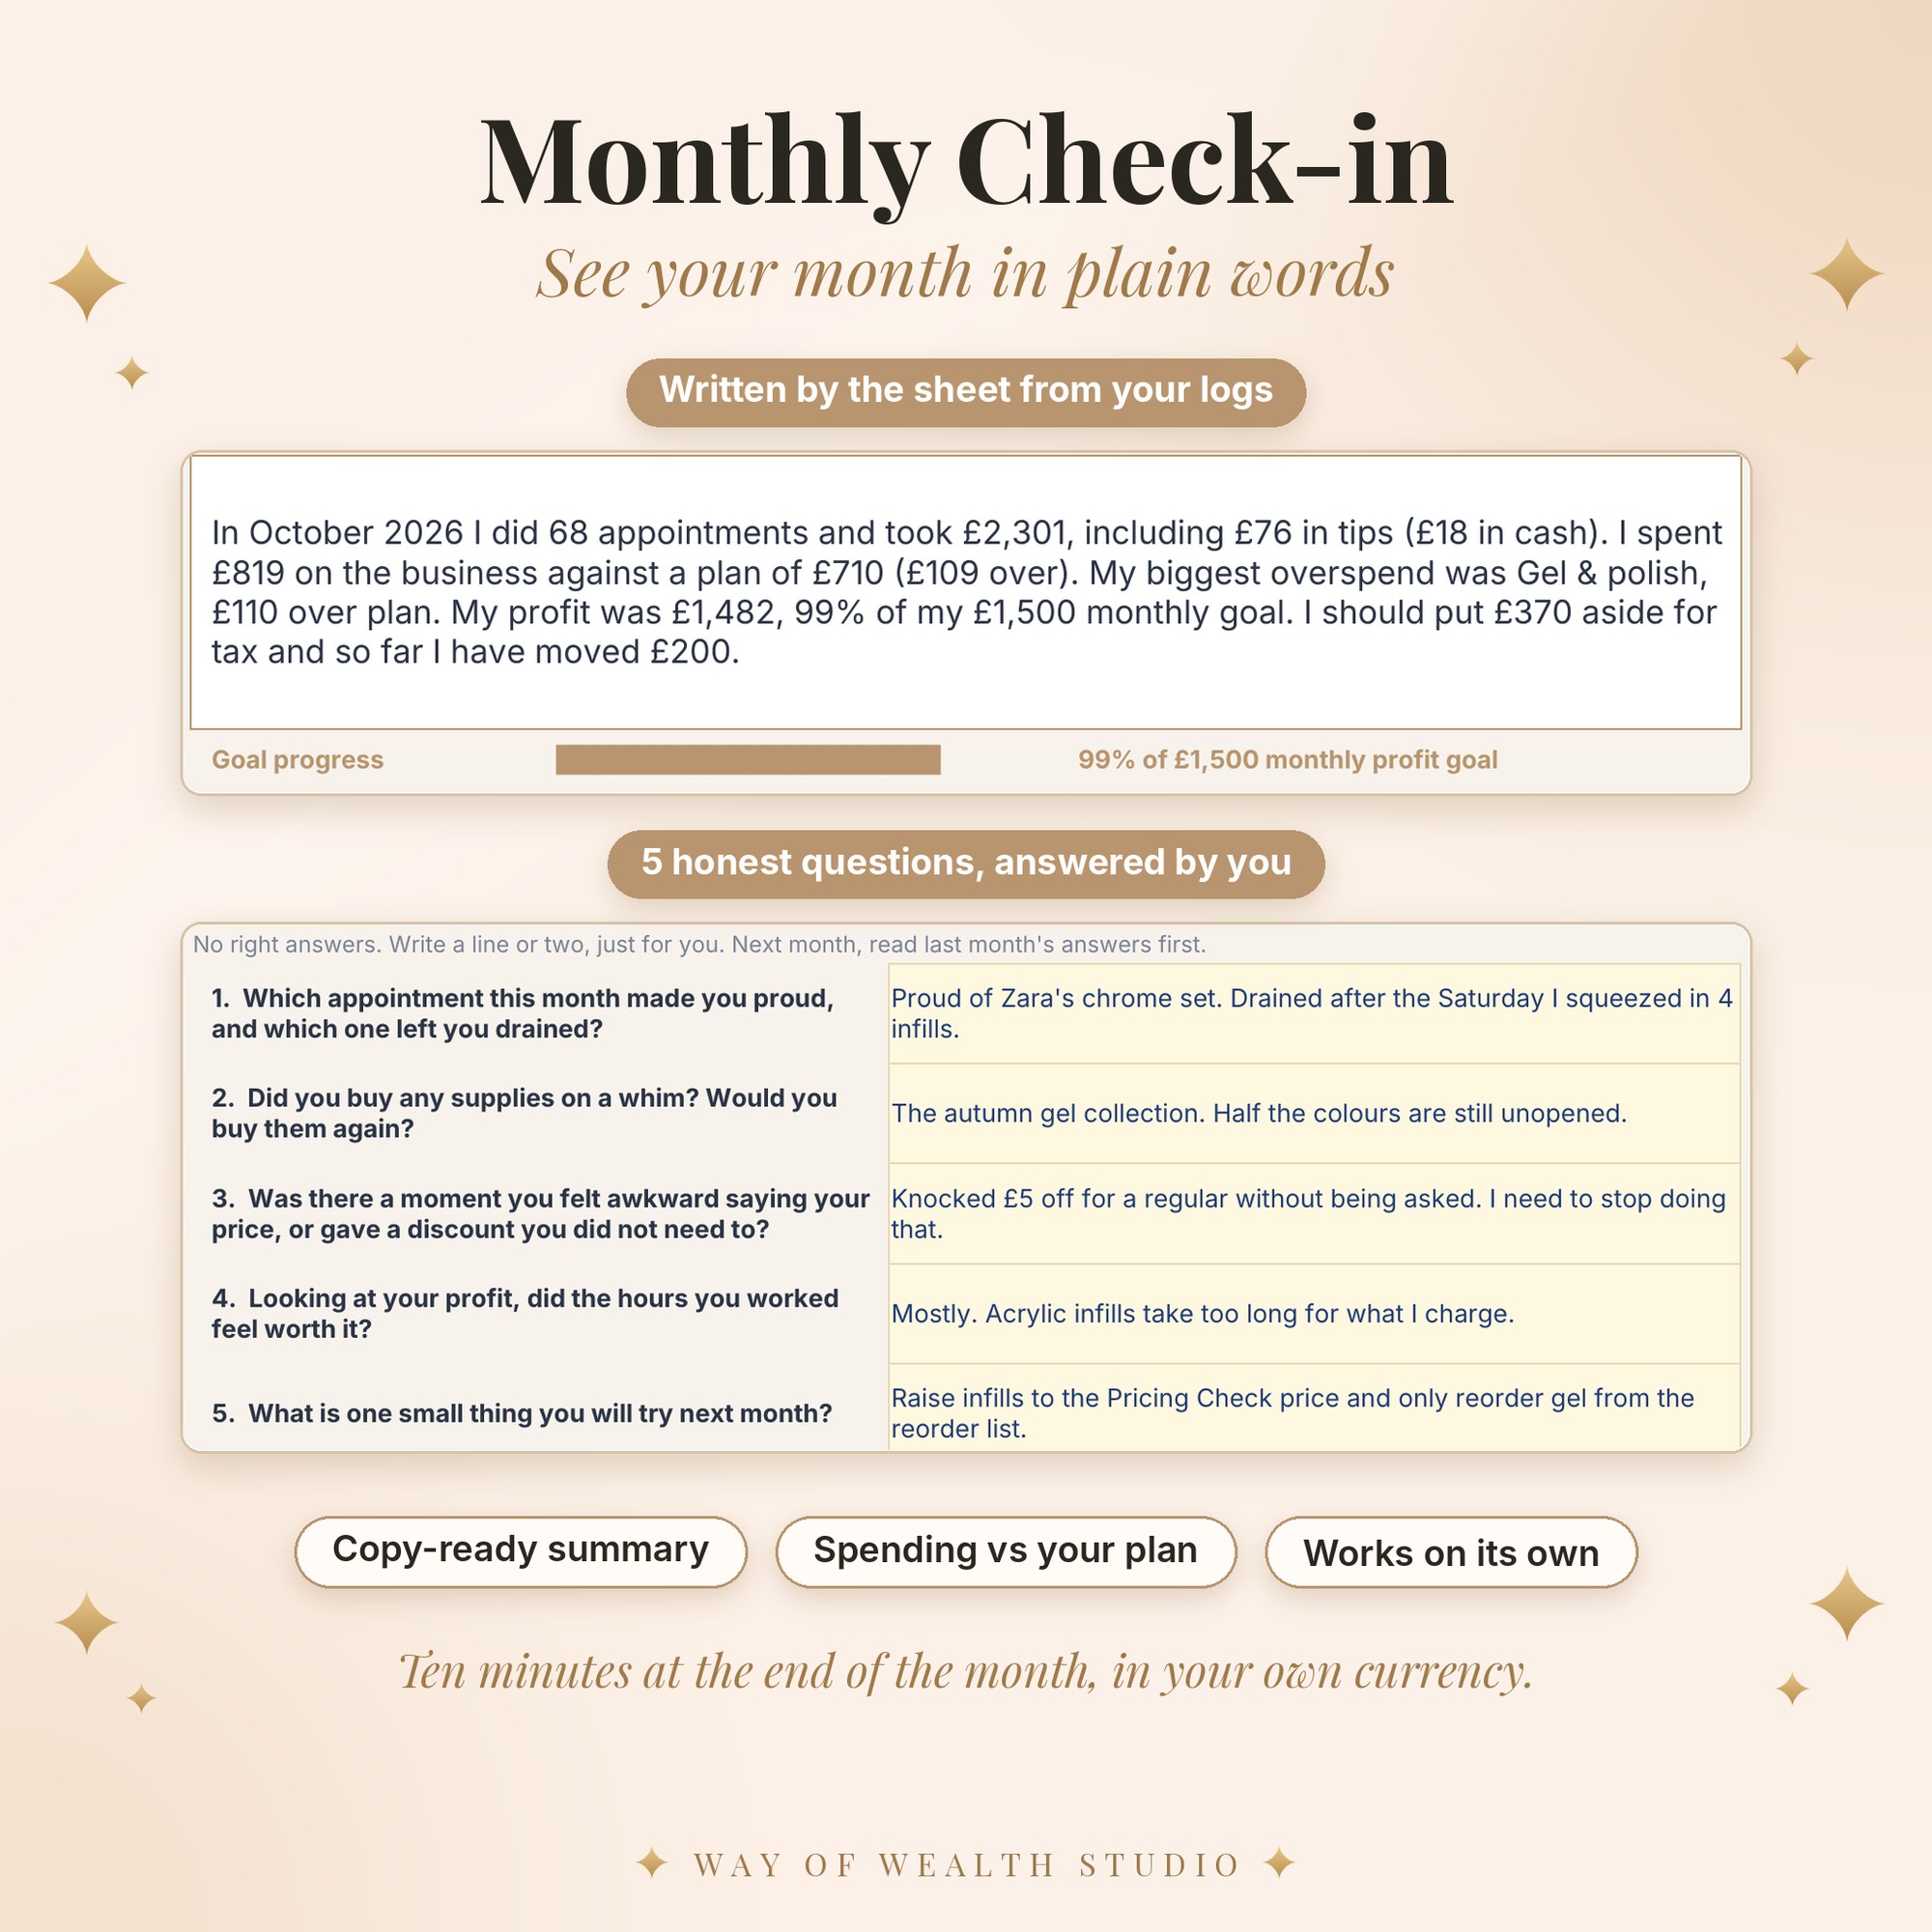 Monthly Check-in
See your month in plain words
Written by the sheet from your logs
In October 2026 I did 68 appointments and took £2,301, including £76 in tips (£18 in cash). I spent
£819 on the business against a plan of £710 (£109 over). My biggest overspend was Gel & polish,
£110 over plan. My profit was £1,482, 99% of my £1,500 monthly goal. I should put £370 aside for
tax and so far I have moved £200.
Goal progress
99% of £1,500 monthly profit goal
5 honest questions, answered by you
No right answers. Write a line or two, just for you. Next month, read last month's answers first.
1. Which appointment this month made you proud,
and which one left you drained?
Proud of Zara's chrome set. Drained after the Saturday I squeezed in 4
infills.
2. Did you buy any supplies on a whim? Would you
buy them again?
The autumn gel collection. Half the colours are still unopened.
3. Was there a moment you felt awkward saying your
price, or gave a discount you did not need to?
Knocked £5 off for a regular without being asked. I need to stop doing
that.
4. Looking at your profit, did the hours you worked
feel worth it?
Mostly. Acrylic infills take too long for what I charge.
5. What is one small thing you will try next month?
Raise infills to the Pricing Check price and only reorder gel from the
reorder list.
Copy-ready summary
Spending vs your plan
Works on its own
Ten minutes at the end of the month, in your own currency.
WAY OF WEALTH STUDIO